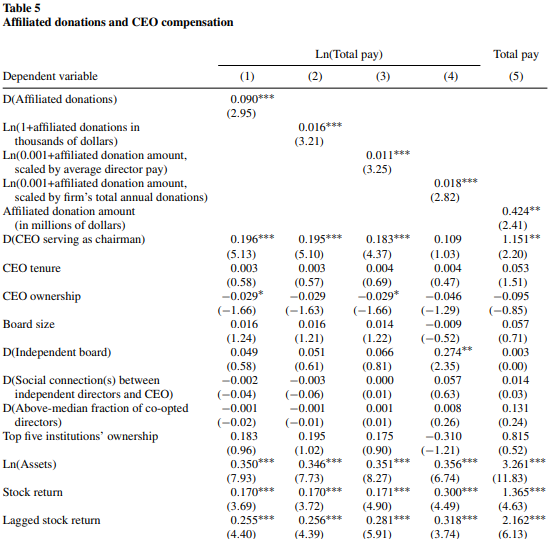 Table 5
Affiliated donations and CEO compensation
Ln(Total pay) Total pay
Dependent variable (1) (2) (3) (4) (5)
D(Affiliated donations) 0.090***
(2.95)
Ln(1+affiliated donations in 0.016***
thousands of dollars) (3.21)
Ln(0.001+affiliated donation amount, 0.011***
scaled by average director pay) (3.25)
Ln(0.001+affiliated donation amount, 0.018***
scaled by firm's total annual donations) (2.82)
Affiliated donation amount 0.424**
(in millions of dollars) (2.41)
D(CEO serving as chairman) 0.196*** 0.195*** 0.183*** 0.109 1.151**
(5.13) (5.10) (4.37) (1.03) (2.20)
CEO tenure 0.003 0.003 0.004 0.004 0.053
(0.58) (0.57) (0.69) (0.47) (1.51)
CEO ownership −0.029* −0.029 −0.029* −0.046 −0.095
(−1.66) (−1.63) (−1.66) (−1.29) (−0.85)
Board size 0.016 0.016 0.014 −0.009 0.057
(1.24) (1.21) (1.22) (−0.52) (0.71)
D(Independent board) 0.049 0.051 0.066 0.274** 0.003
(0.58) (0.61) (0.81) (2.35) (0.00)
D(Social connection(s) between −0.002 −0.003 0.000 0.057 0.014
independent directors and CEO) (−0.04) (−0.06) (0.01) (0.63) (0.03)
D(Above-median fraction of co-opted −0.001 −0.001 0.001 0.008 0.131
directors) (−0.02) (−0.01) (0.01) (0.26) (0.24)
Top five institutions' ownership 0.183 0.195 0.175 −0.310 0.815
(0.96) (1.02) (0.90) (−1.21) (0.52)
Ln(Assets) 0.350*** 0.346*** 0.351*** 0.356*** 3.261***
(7.93) (7.73) (8.27) (6.74) (11.83)
Stock return 0.170*** 0.170*** 0.171*** 0.300*** 1.365***
(3.69) (3.72) (4.90) (4.49) (4.63)
Lagged stock return 0.255*** 0.256*** 0.281*** 0.318*** 2.162***
(4.40) (4.39) (5.91) (3.74) (6.13)